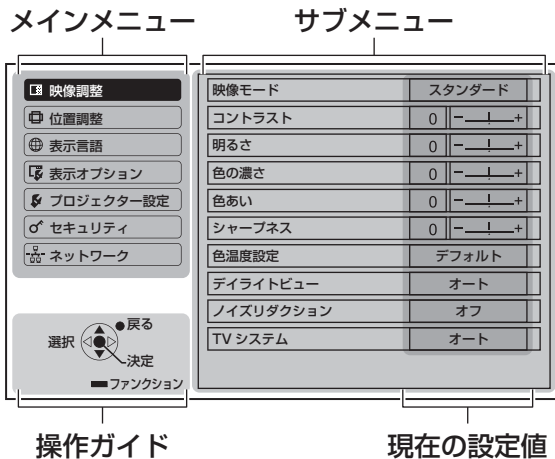 メインメニュー
サブメニュー
映像調整
位置調整
表示言語
表示オプション
プロジェクター設定
セキュリティ
ネットワーク
映像モード スタンダード
コントラスト 0 - +
明るさ 0 - +
色の濃さ 0 - +
色あい 0 - +
シャープネス 0 - +
色温度設定 デフォルト
デイライトビュー オート
ノイズリダクション オフ
TV システム オート
戻る
選択
決定
ファンクション
操作ガイド
現在の設定値